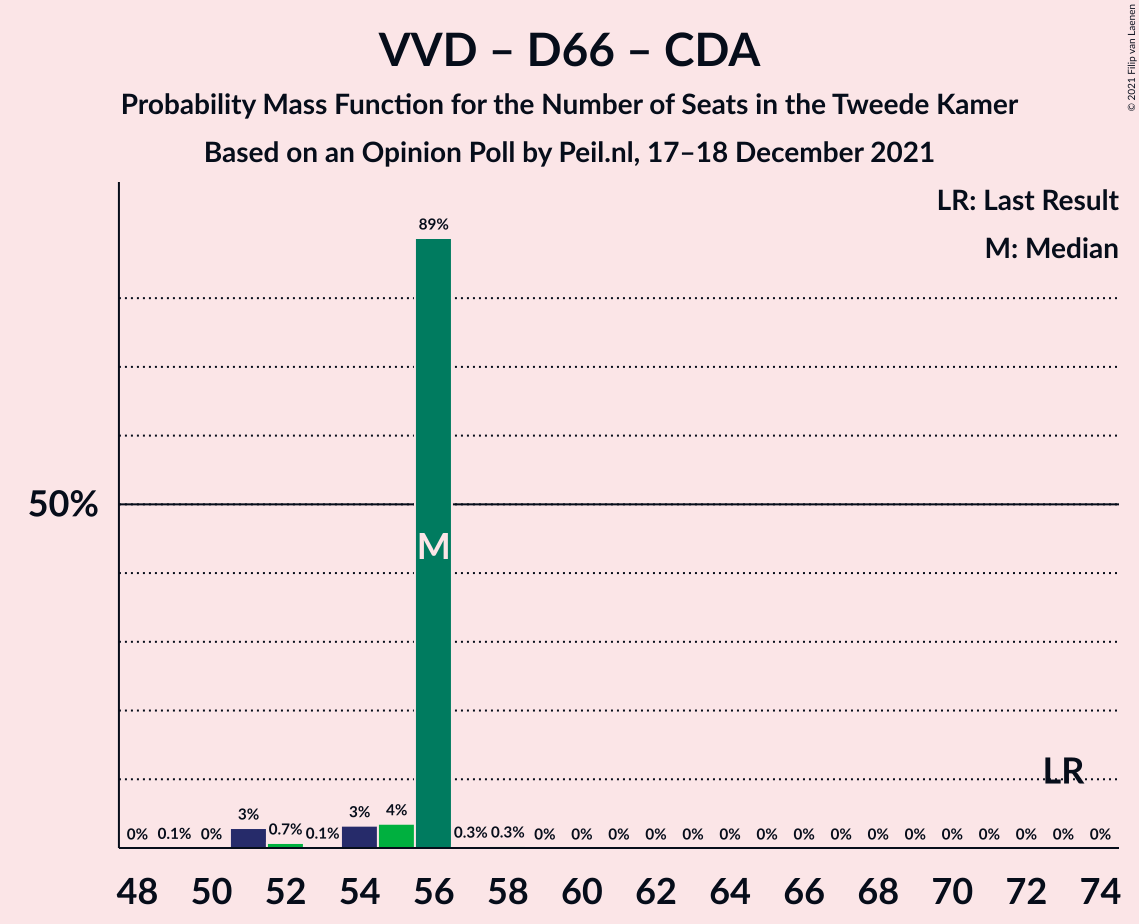 VVD – D66 – CDA
Probability Mass Function for the Number of Seats in the Tweede Kamer
Based on an Opinion Poll by Peil.nl, 17–18 December 2021
© 2021 Filip van Laenen
LR: Last Result
M: Median
89%
50%
M
LR
0% 0.1% 0% 3% 0.7% 0.1% 3% 4% 0.3% 0.3% 0% 0% 0% 0% 0% 0% 0% 0% 0% 0% 0% 0% 0% 0% 0% 0%
48 50 52 54 56 58 60 62 64 66 68 70 72 74